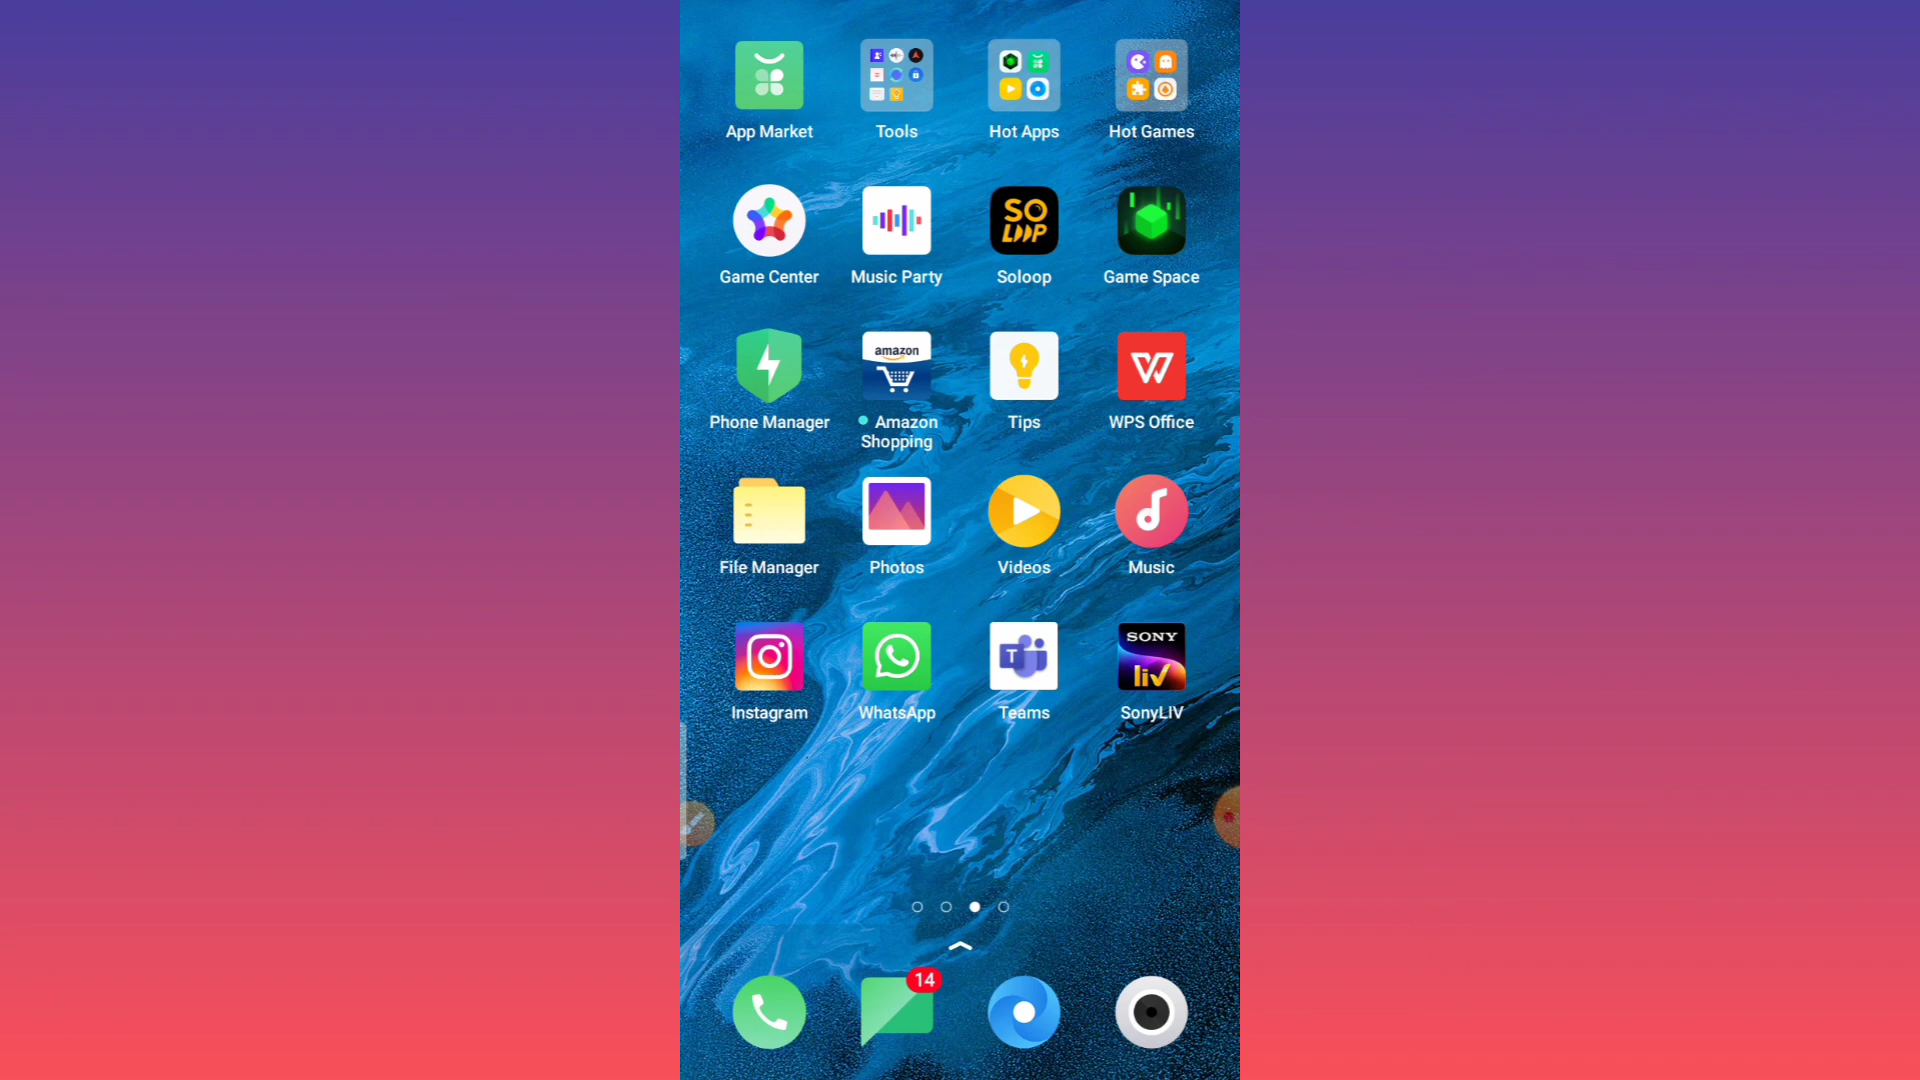 App Market
Tools
Hot Apps
Hot Games
SO
LOOP
Game Center
Music Party
Soloop
Game Space
amazon
Phone Manager
Amazon
Shopping
Tips
W
WPS Office
File Manager
Photos
Videos
Music
T
SONY
liv
Instagram
WhatsApp
Teams
SonyLIV
14